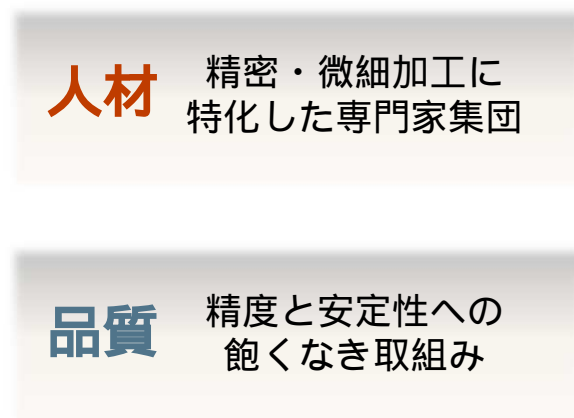 人材
精密・微細加工に
特化した専門家集団
品質
精度と安定性への
飽くなき取組み